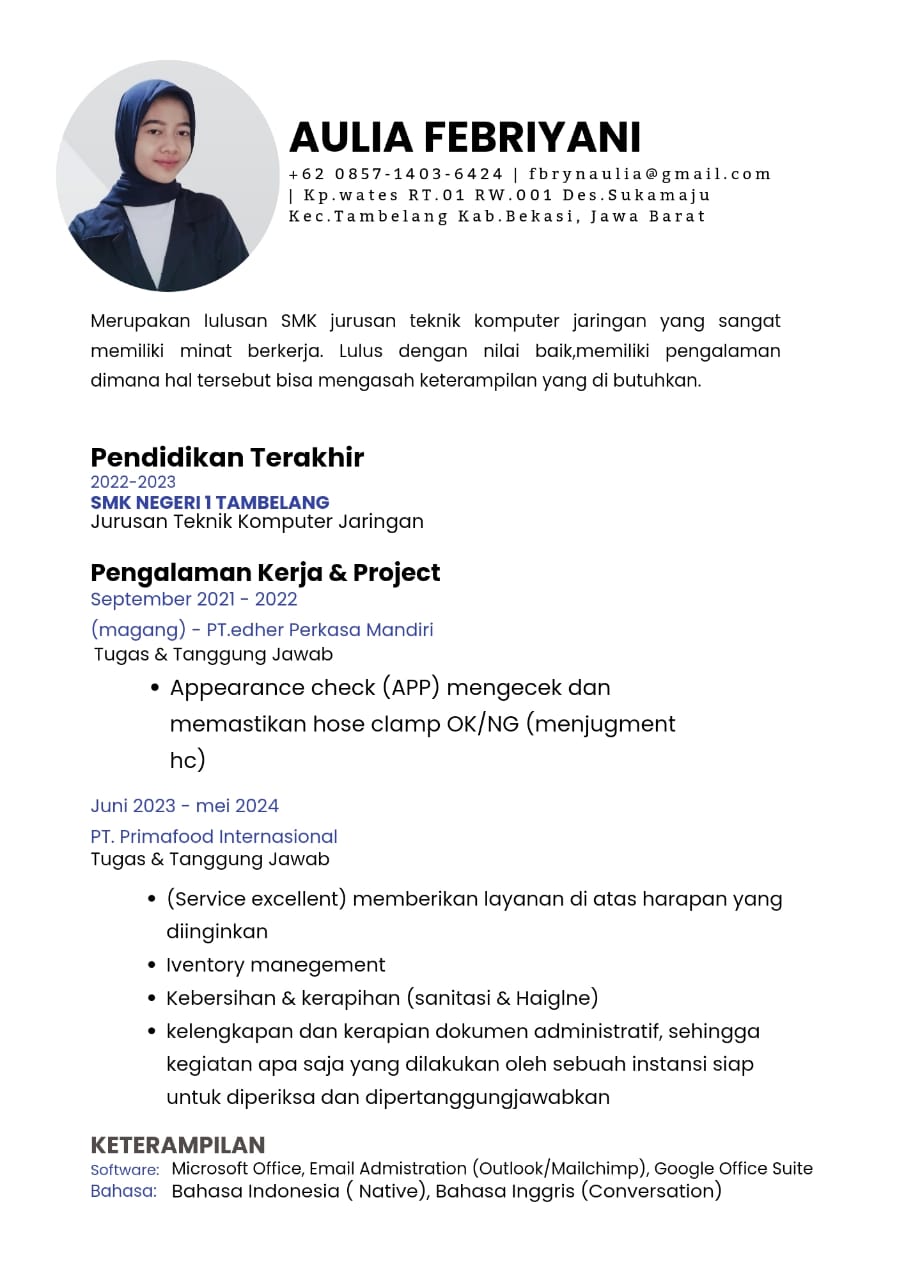 AULIA FEBRIYANI
+62 0857-1403-6424 | fbrynaulia@gmail.com
| Kp.wates RT.01 RW.001 Des.Sukamaju
Kec.Tambelang Kab.Bekasi, Jawa Barat
Merupakan lulusan SMK jurusan teknik komputer jaringan yang sangat
memiliki minat berkerja. Lulus dengan nilai baik,memiliki pengalaman
dimana hal tersebut bisa mengasah keterampilan yang di butuhkan.
Pendidikan Terakhir
2022-2023
SMK NEGERI 1 TAMBELANG
Jurusan Teknik Komputer Jaringan
Pengalaman Kerja & Project
September 2021 - 2022
(magang) - PT.edher Perkasa Mandiri
Tugas & Tanggung Jawab
• Appearance check (APP) mengecek dan
memastikan hose clamp OK/NG (menjugment
hc)
Juni 2023 - mei 2024
PT. Primafood Internasional
Tugas & Tanggung Jawab
• (Service excellent) memberikan layanan di atas harapan yang
diinginkan
• Iventory manegement
• Kebersihan & kerapihan (sanitasi & Haiglne)
• kelengkapan dan kerapian dokumen administratif, sehingga
kegiatan apa saja yang dilakukan oleh sebuah instansi siap
untuk diperiksa dan dipertanggungjawabkan
KETERAMPILAN
Software: Microsoft Office, Email Admistration (Outlook/Mailchimp), Google Office Suite
Bahasa: Bahasa Indonesia ( Native), Bahasa Inggris (Conversation)